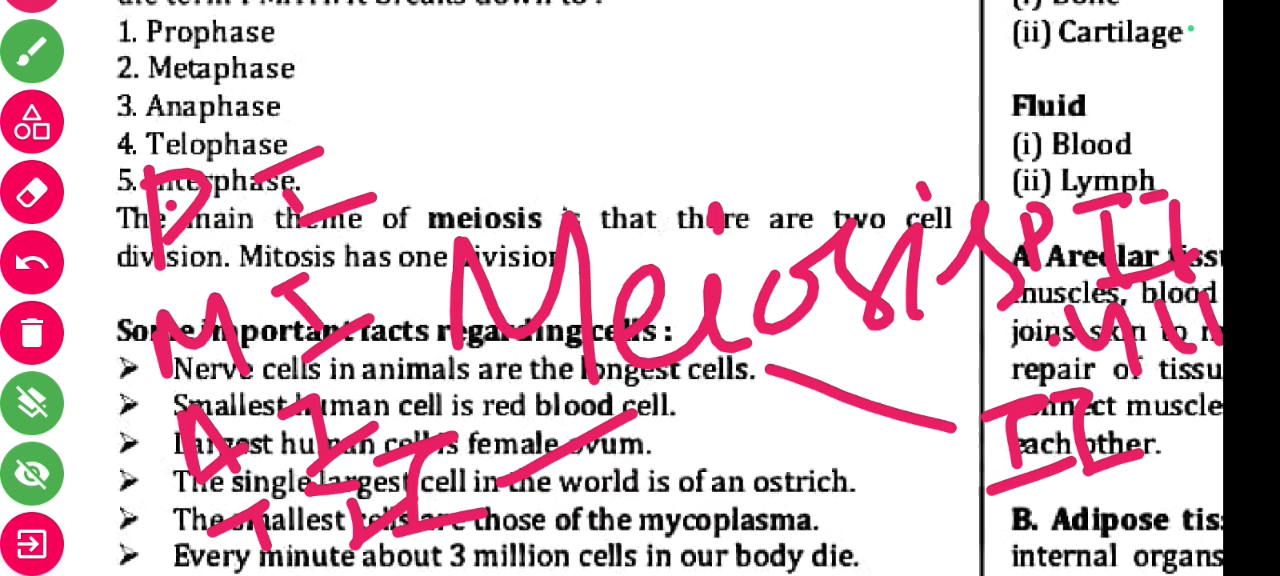 1. Prophase
2. Metaphase
3. Anaphase
4. Telophase
5. Interphase.
The main theme of meiosis is that there are two cell
division. Mitosis has one division
Some important facts regarding cells :
➤ Nerve cells in animals are the longest cells.
➤ Smallest human cell is red blood cell.
➤ Largest human cell is female ovum.
➤ The single largest cell in the world is of an ostrich.
➤ The smallest cells are those of the mycoplasma.
➤ Every minute about 3 million cells in our body die.
(ii) Cartilage
Fluid
(i) Blood
(ii) Lymph
A. Areolar
muscles, blood
joins skin to
repair of
connect muscle
each other.
B. Adipose
internal organs
Meiosis
P I
M I
A I
T I
I
P II
M II
II